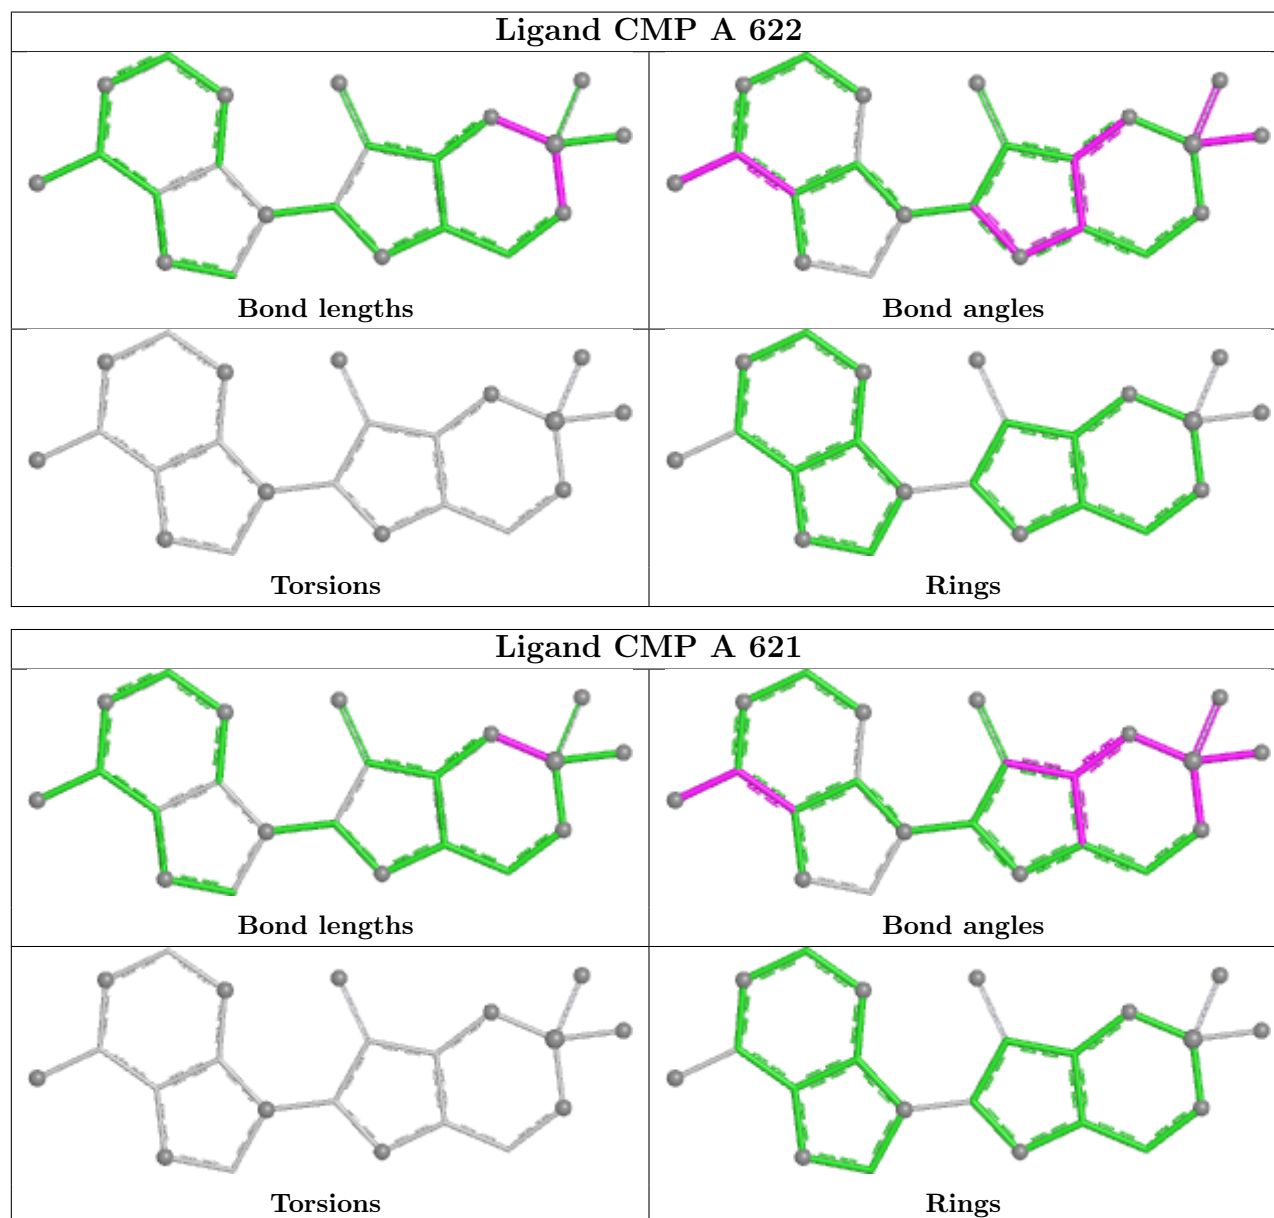 Ligand CMP A 622
Bond lengths
Bond angles
Torsions
Rings
Ligand CMP A 621
Bond lengths
Bond angles
Torsions
Rings